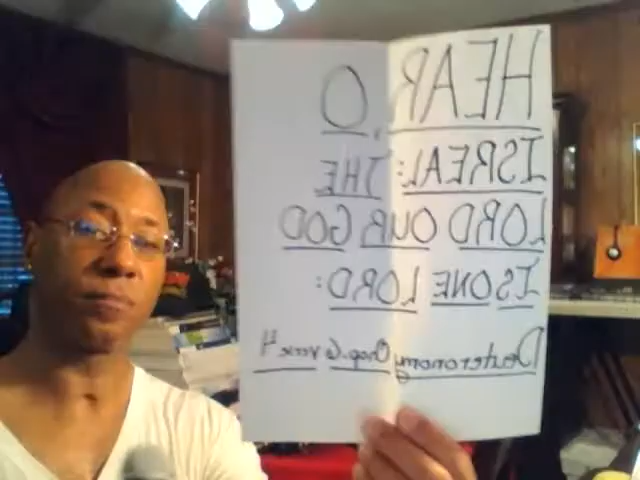 HEAR, O
ISREAL: THE
LORD OUR GOD
IS ONE LORD:
Deuteronomy Chap. 6 verse 4